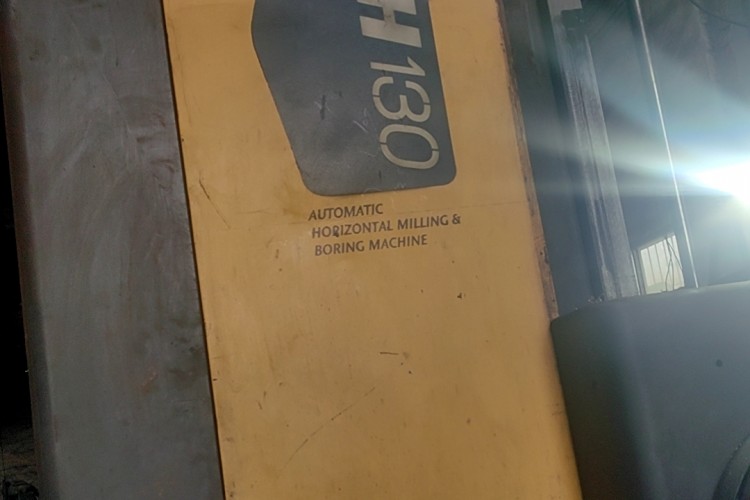 H 130
AUTOMATIC
HORIZONTAL MILLING &
BORING MACHINE